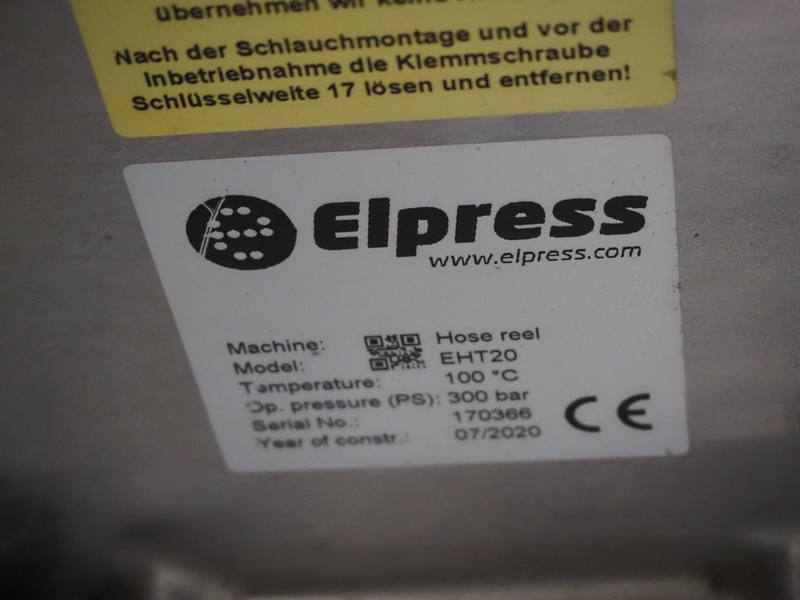 übernehmen wir keine
Nach der Schlauchmontage und vor der
Inbetriebnahme die Klemmschraube
Schlüsselweite 17 lösen und entfernen!
Elpress
www.elpress.com
Machine: Hose reel
Model: EHT20
Temperature: 100 °C
Op. pressure (PS): 300 bar
Serial No.: 170366
Year of constr.: 07/2020
CE